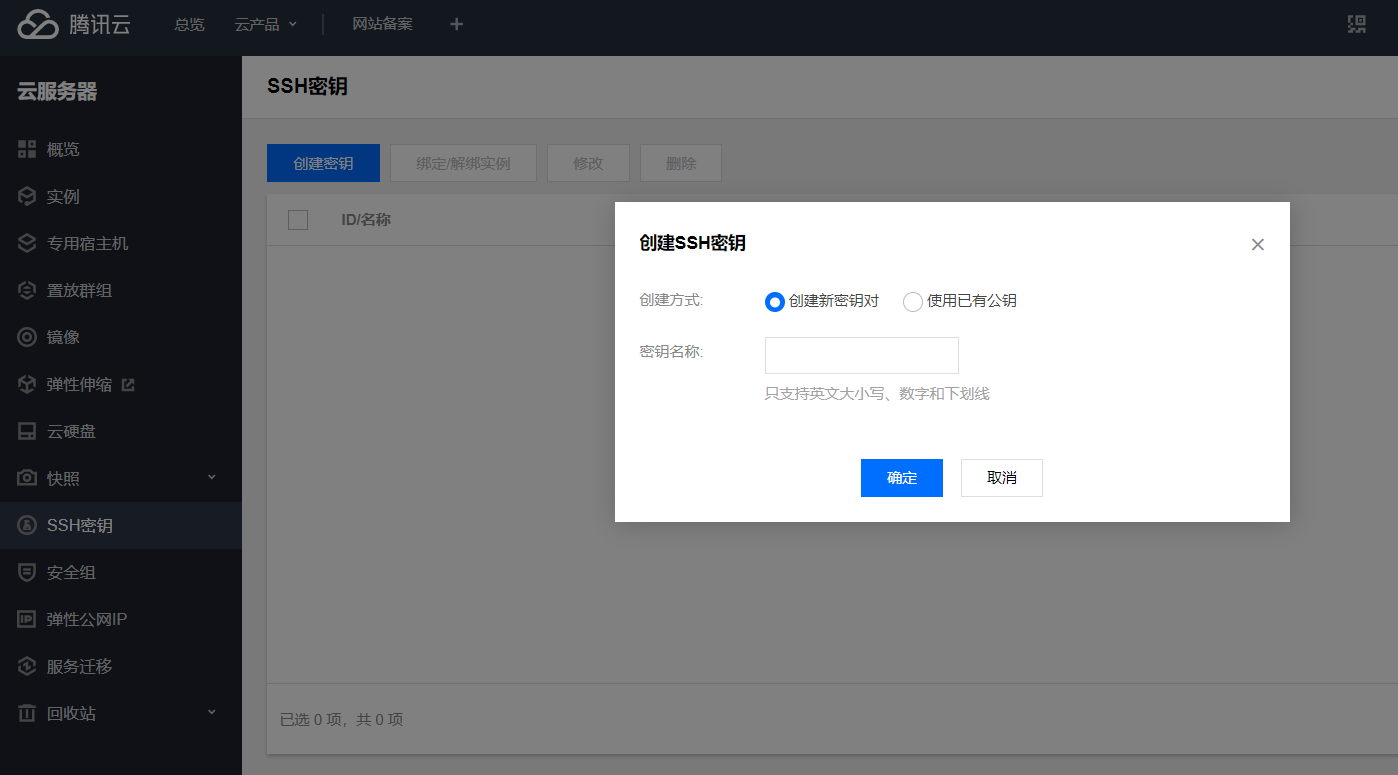 腾讯云 总览 云产品 网站备案
云服务器
概览
实例
专用宿主机
置放群组
镜像
弹性伸缩
云硬盘
快照
SSH密钥
安全组
弹性公网IP
服务迁移
回收站
SSH密钥
创建密钥 绑定/解绑实例 修改 删除
ID/名称
创建SSH密钥
创建方式: 创建新密钥对 使用已有公钥
密钥名称:
只支持英文大小写、数字和下划线
确定 取消
已选 0 项，共 0 项